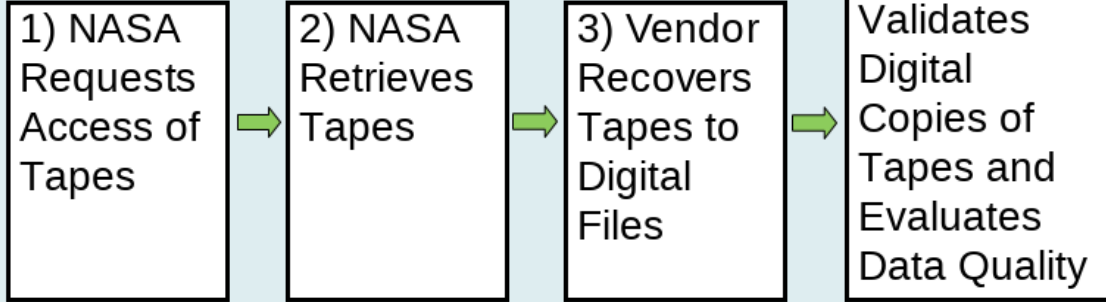 1) NASA
Requests
Access of
Tapes
2) NASA
Retrieves
Tapes
3) Vendor
Recovers
Tapes to
Digital
Files
Validates
Digital
Copies of
Tapes and
Evaluates
Data Quality